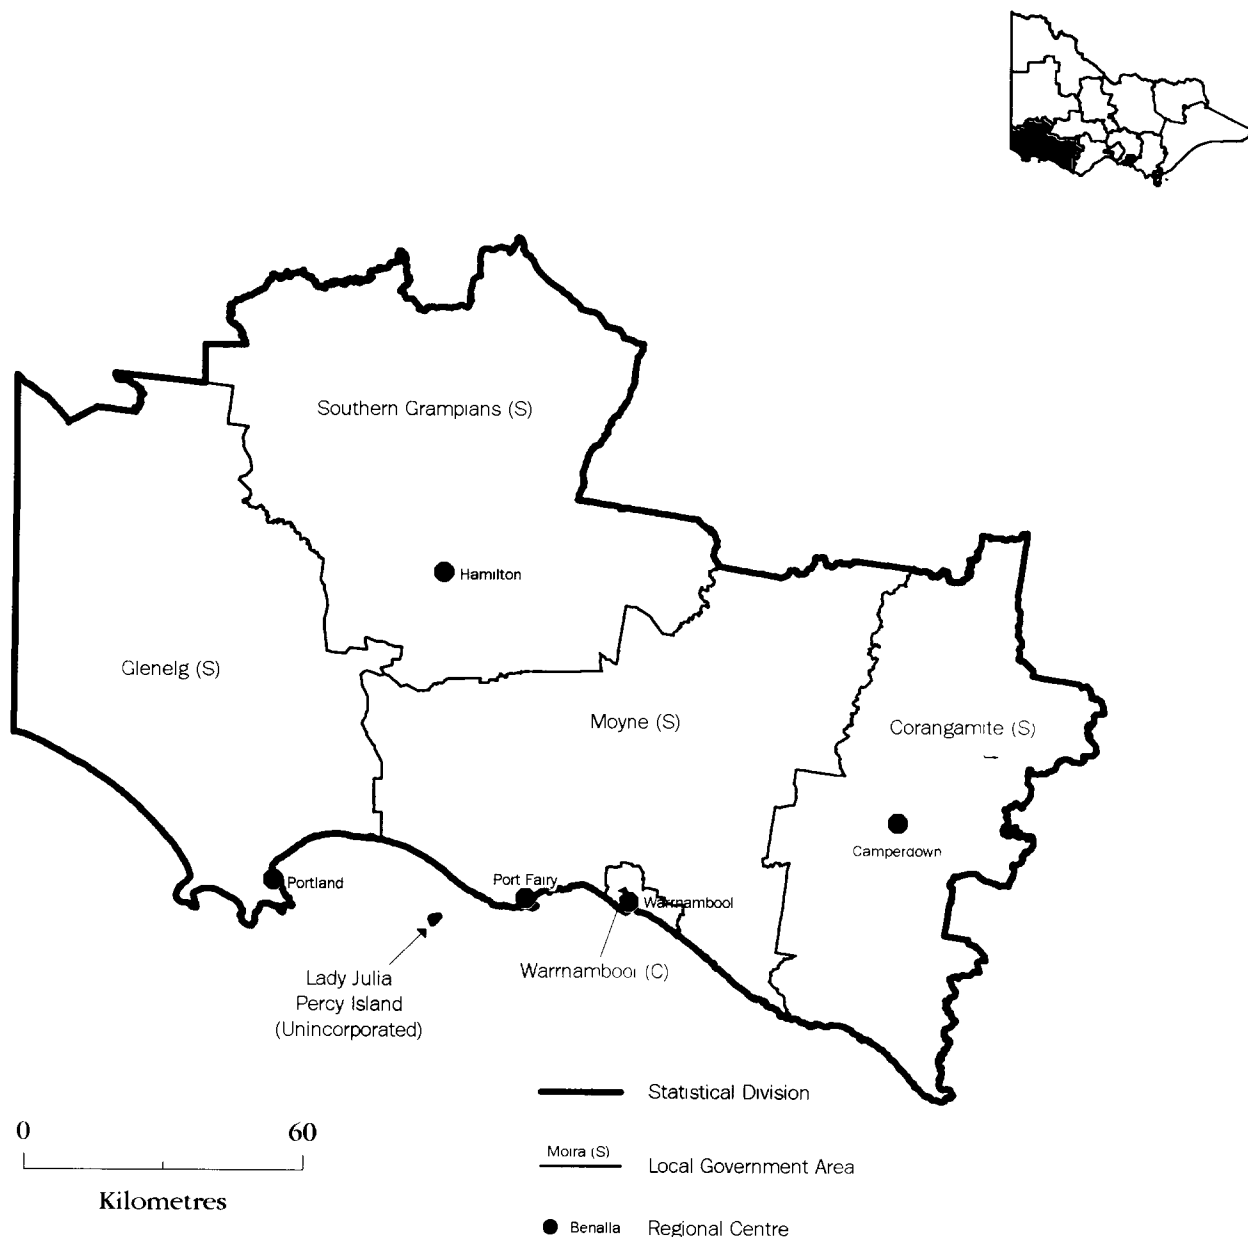 Southern Grampians (S)
Hamilton
Glenelg (S)
Moyne (S)
Corangamite (S)
Camperdown
Portland
Port Fairy
Warrnambool
Warrnambool (C)
Lady Julia
Percy Island
(Unincorporated)
Statistical Division
0 60
Moira (S)
Local Government Area
Kilometres
Benalla Regional Centre